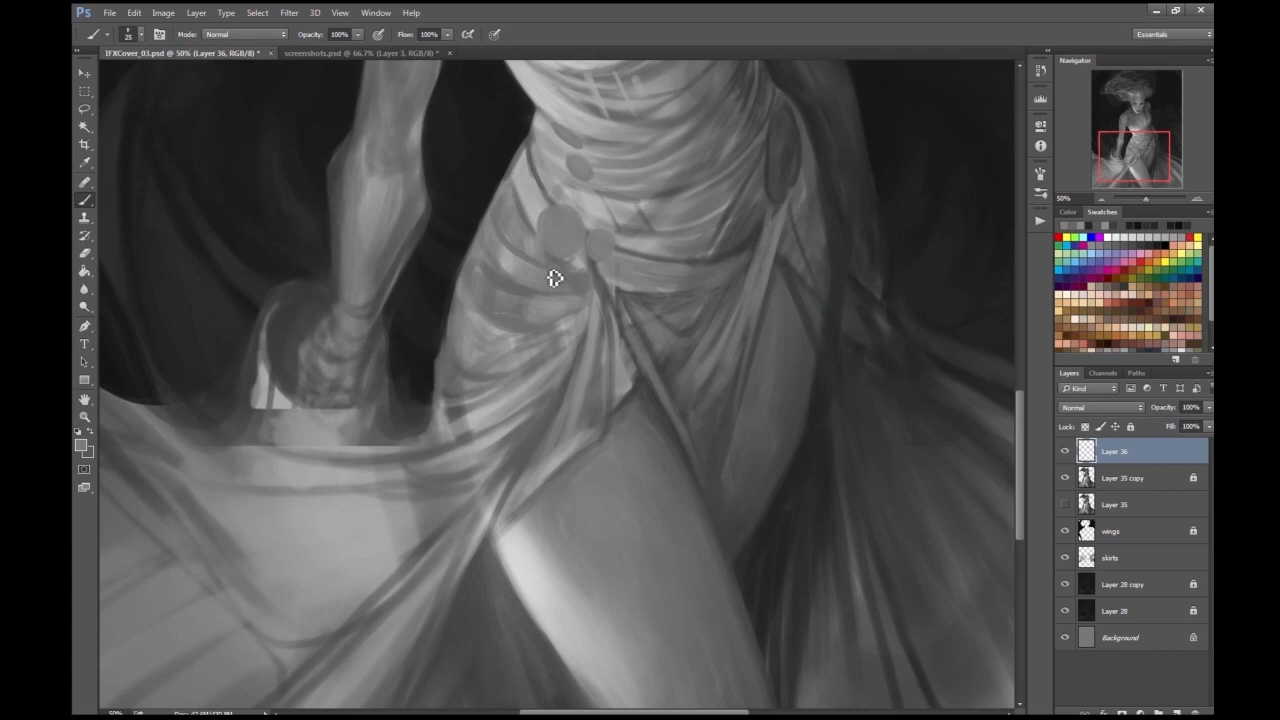 Ps File Edit Image Layer Type Select Filter 3D View Window Help
25 Mode: Normal Opacity: 100% Flow: 100% Essentials
IFXCover_03.psd @ 50% (Layer 36, RGB/8) * × screenshots.psd @ 66.7% (Layer 3, RGB/8) * ×
Navigator
50%
Color Swatches
Layers Channels Paths
Kind
Normal Opacity: 100%
Lock: Fill: 100%
Layer 36
Layer 35 copy
Layer 35
wings
skirts
Layer 28 copy
Layer 28
Background
50%